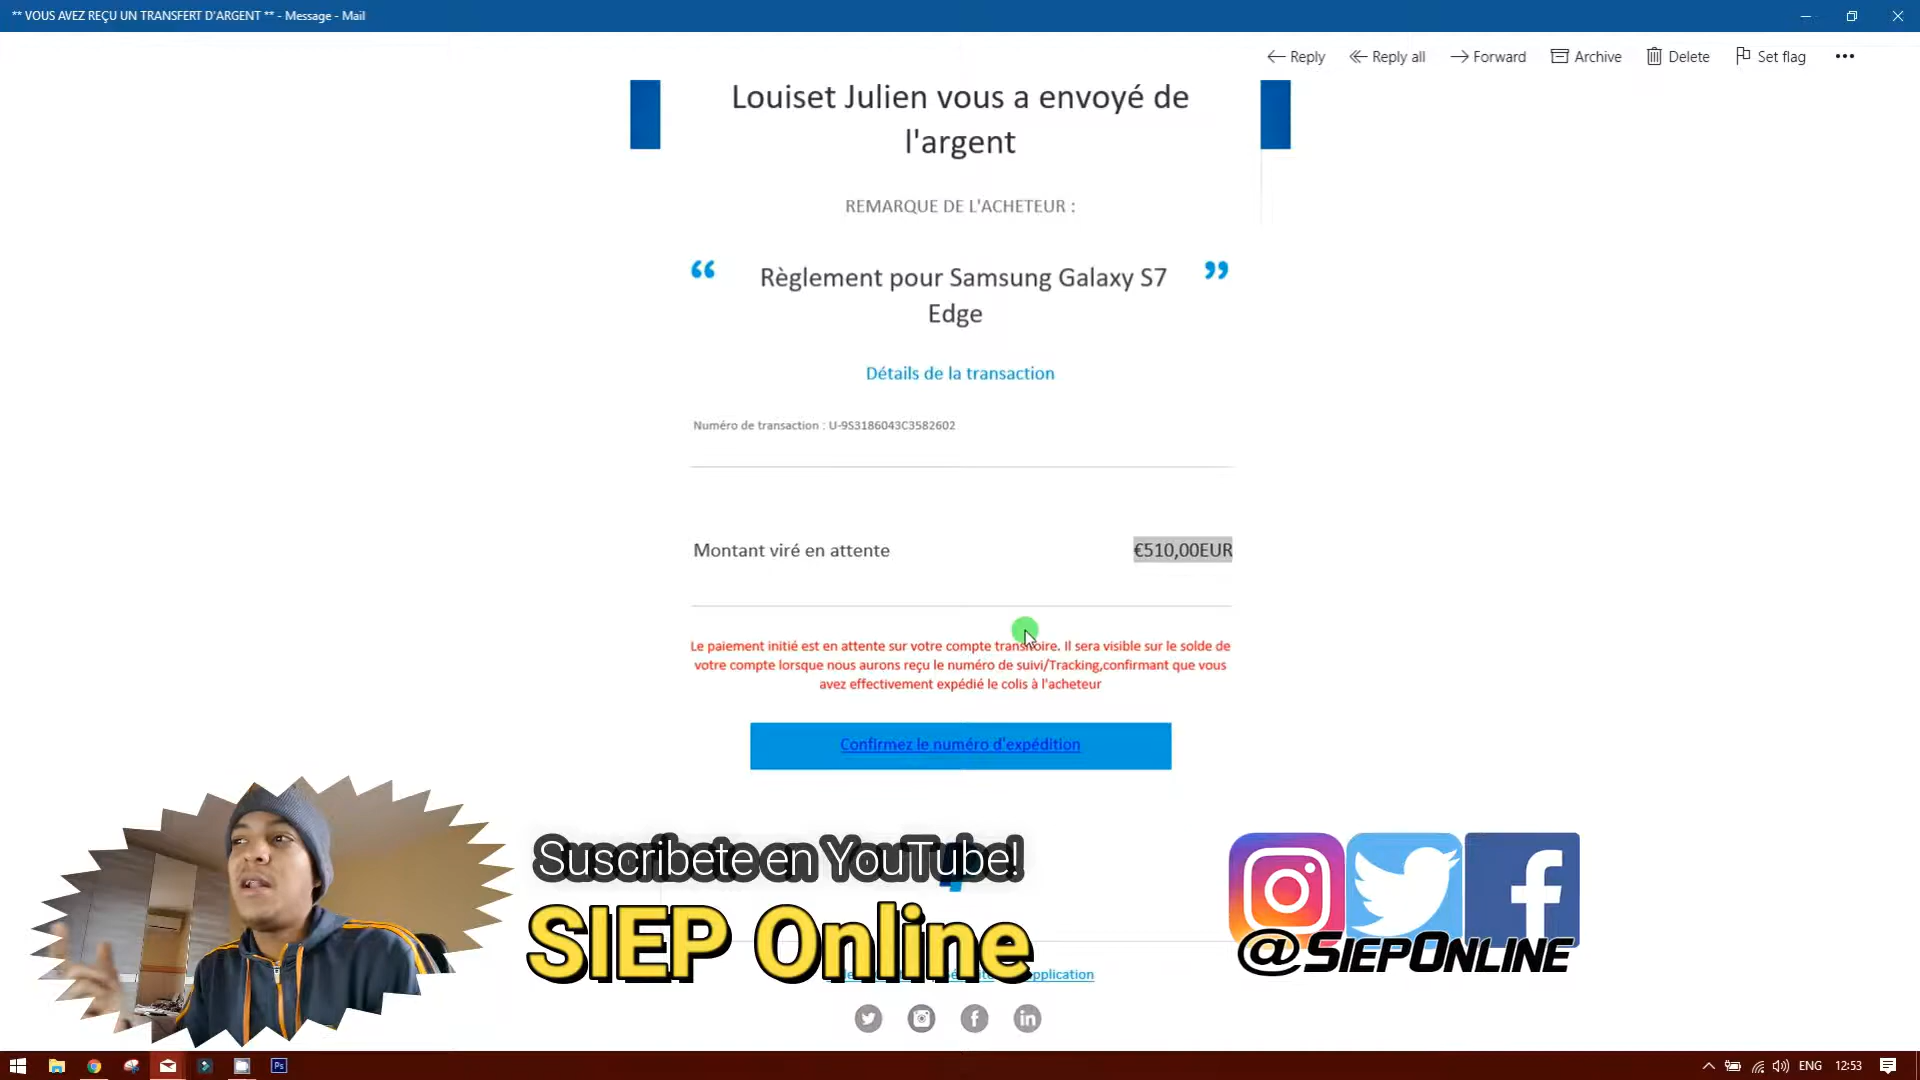 ** VOUS AVEZ REÇU UN TRANSFERT D'ARGENT ** - Message - Mail
Reply
Reply all
Forward
Archive
Delete
Set flag
Louiset Julien vous a envoyé de
l'argent
REMARQUE DE L'ACHETEUR :
“ Règlement pour Samsung Galaxy S7 ”
Edge
Détails de la transaction
Numéro de transaction : U-9S3186043C3582602
Montant viré en attente €510,00EUR
Le paiement initié est en attente sur votre compte transitoire. Il sera visible sur le solde de
votre compte lorsque nous aurons reçu le numéro de suivi/Tracking,confirmant que vous
avez effectivement expédié le colis à l'acheteur
Confirmez le numéro d'expédition
Suscribete en YouTube!
SIEP Online
@SIEPONLINE
application
Ps
ENG
12:53